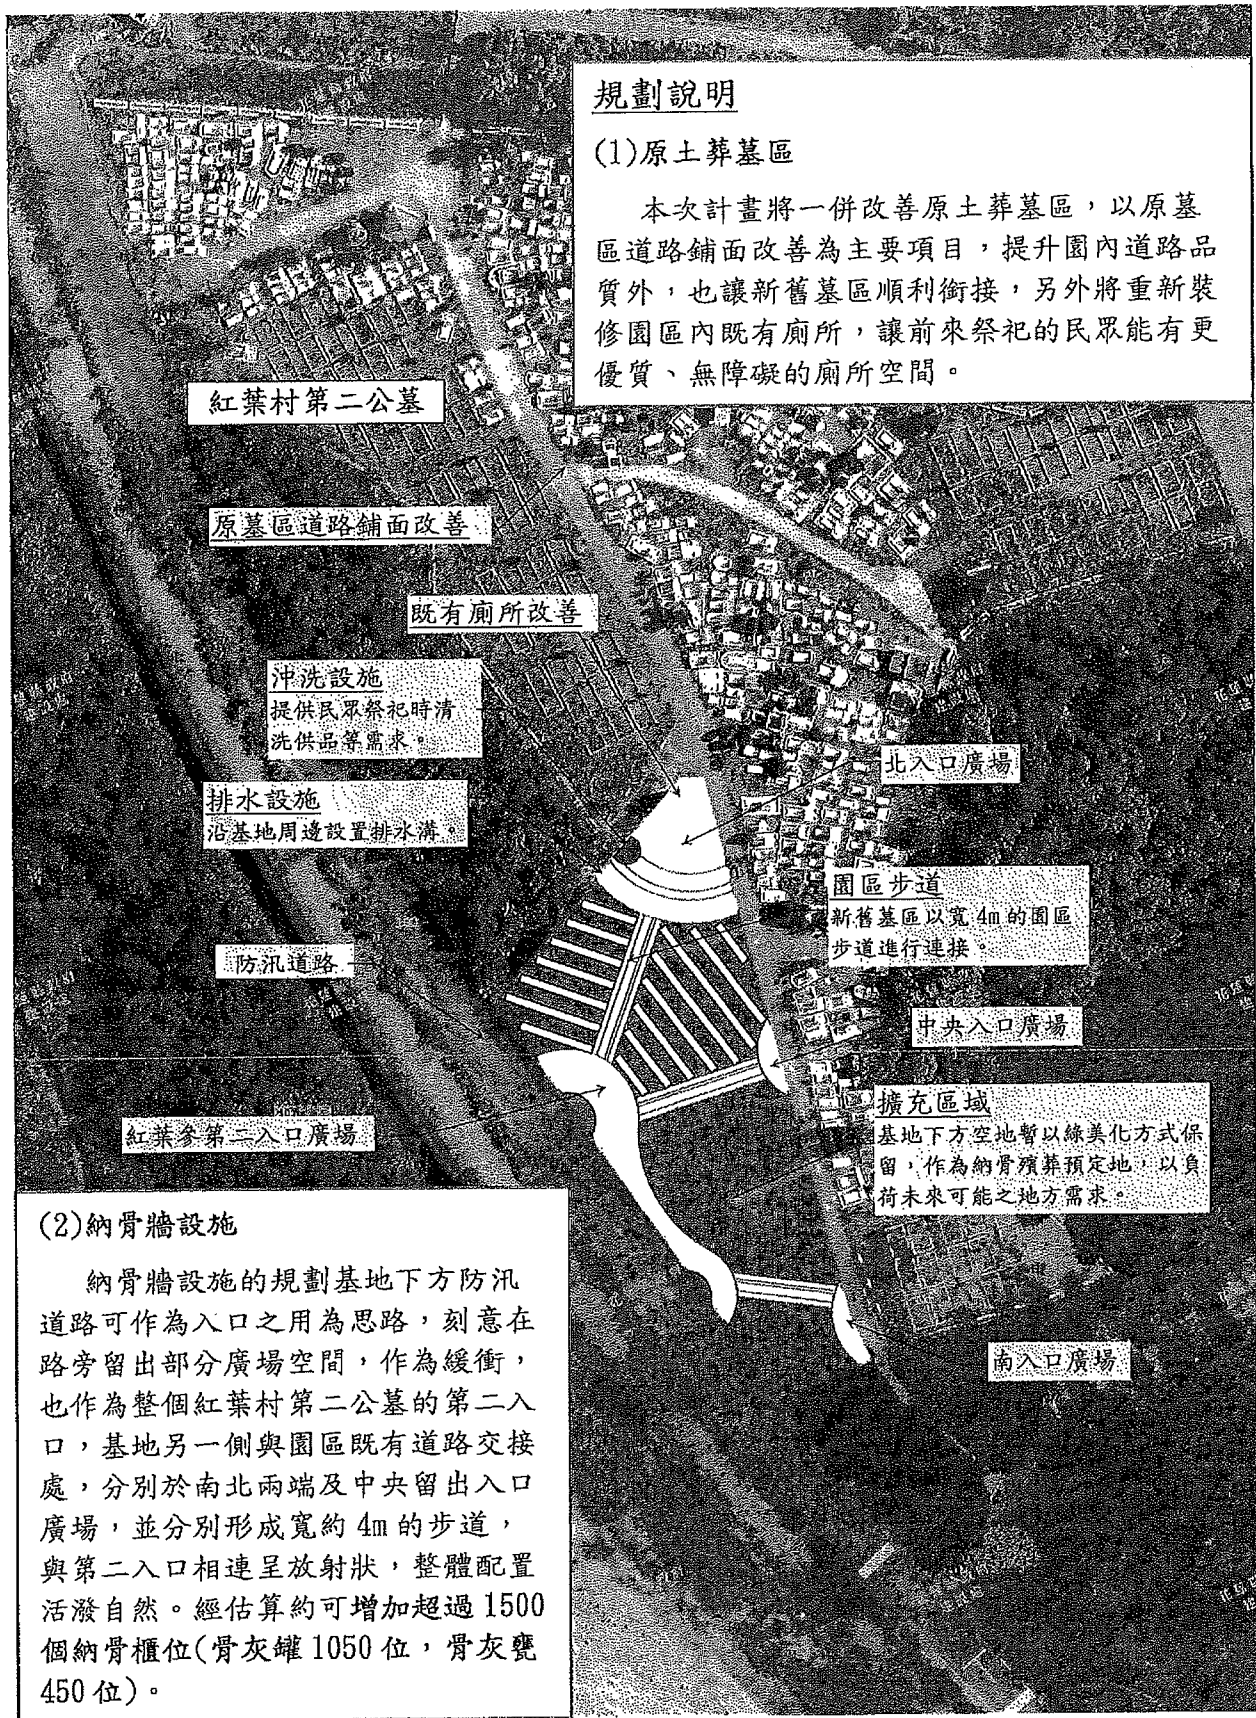 規劃說明
(1)原土葬墓區
本次計畫將一併改善原土葬墓區，以原墓
區道路鋪面改善為主要項目，提升園內道路品
質外，也讓新舊墓區順利銜接，另外將重新裝
修園區內既有廁所，讓前來祭祀的民眾能有更
優質、無障礙的廁所空間。
紅葉村第二公墓
原墓區道路鋪面改善
既有廁所改善
沖洗設施
提供民眾祭祀時清
洗供品等需求。
北入口廣場
排水設施
沿基地周邊設置排水溝。
園區步道
新舊墓區以寬 4m 的園區
步道進行連接。
防汛道路
中央入口廣場
擴充區域
基地下方空地暫以綠美化方式保
留，作為納骨殯葬預定地，以負
荷未來可能之地方需求。
紅葉參第二入口廣場
南入口廣場
(2)納骨牆設施
納骨牆設施的規劃基地下方防汛
道路可作為入口之用為思路，刻意在
路旁留出部分廣場空間，作為緩衝，
也作為整個紅葉村第二公墓的第二入
口，基地另一側與園區既有道路交接
處，分別於南北兩端及中央留出入口
廣場，並分別形成寬約 4m 的步道，
與第二入口相連呈放射狀，整體配置
活潑自然。經估算約可增加超過 1500
個納骨櫃位(骨灰罐 1050 位，骨灰甕
450 位)。